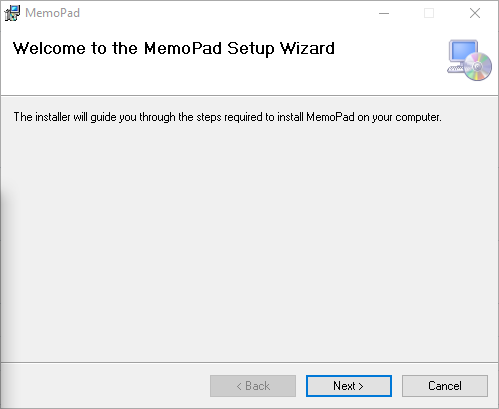 MemoPad
Welcome to the MemoPad Setup Wizard
The installer will guide you through the steps required to install MemoPad on your computer.
< Back
Next >
Cancel